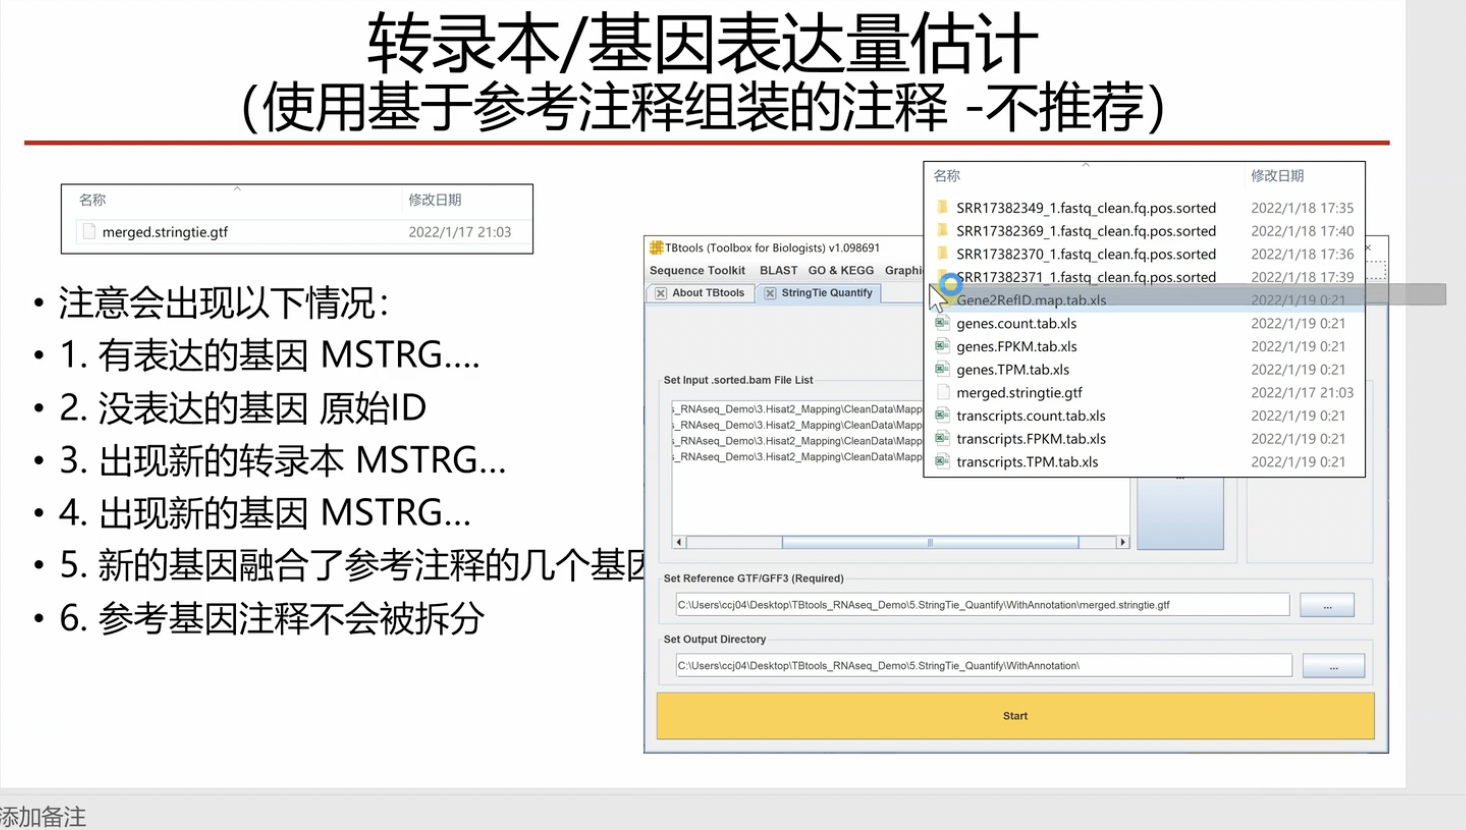 转录本/基因表达量估计
（使用基于参考注释组装的注释 -不推荐）
名称 修改日期
merged.stringtie.gtf 2022/1/17 21:03
• 注意会出现以下情况：
• 1. 有表达的基因 MSTRG....
• 2. 没表达的基因 原始ID
• 3. 出现新的转录本 MSTRG...
• 4. 出现新的基因 MSTRG...
• 5. 新的基因融合了参考注释的几个基因
• 6. 参考基因注释不会被拆分
名称 修改日期
SRR17382349_1.fastq_clean.fq.pos.sorted 2022/1/18 17:35
SRR17382369_1.fastq_clean.fq.pos.sorted 2022/1/18 17:40
SRR17382370_1.fastq_clean.fq.pos.sorted 2022/1/18 17:36
SRR17382371_1.fastq_clean.fq.pos.sorted 2022/1/18 17:39
Gene2RefID.map.tab.xls 2022/1/19 0:21
genes.count.tab.xls 2022/1/19 0:21
genes.FPKM.tab.xls 2022/1/19 0:21
genes.TPM.tab.xls 2022/1/19 0:21
merged.stringtie.gtf 2022/1/17 21:03
transcripts.count.tab.xls 2022/1/19 0:21
transcripts.FPKM.tab.xls 2022/1/19 0:21
transcripts.TPM.tab.xls 2022/1/19 0:21
TBtools (Toolbox for Biologists) v1.098691
Sequence Toolkit BLAST GO & KEGG Graphi
About TBtools StringTie Quantify
Set Input .sorted.bam File List
s_RNAseq_Demo\3.Hisat2_Mapping\CleanData\Mapp
s_RNAseq_Demo\3.Hisat2_Mapping\CleanData\Mapp
s_RNAseq_Demo\3.Hisat2_Mapping\CleanData\Mapp
s_RNAseq_Demo\3.Hisat2_Mapping\CleanData\Mapp
...
Set Reference GTF/GFF3 (Required)
C:\Users\ccj04\Desktop\TBtools_RNAseq_Demo\5.StringTie_Quantify\WithAnnotation\merged.stringtie.gtf ...
Set Output Directory
C:\Users\ccj04\Desktop\TBtools_RNAseq_Demo\5.StringTie_Quantify\WithAnnotation\ ...
Start
添加备注